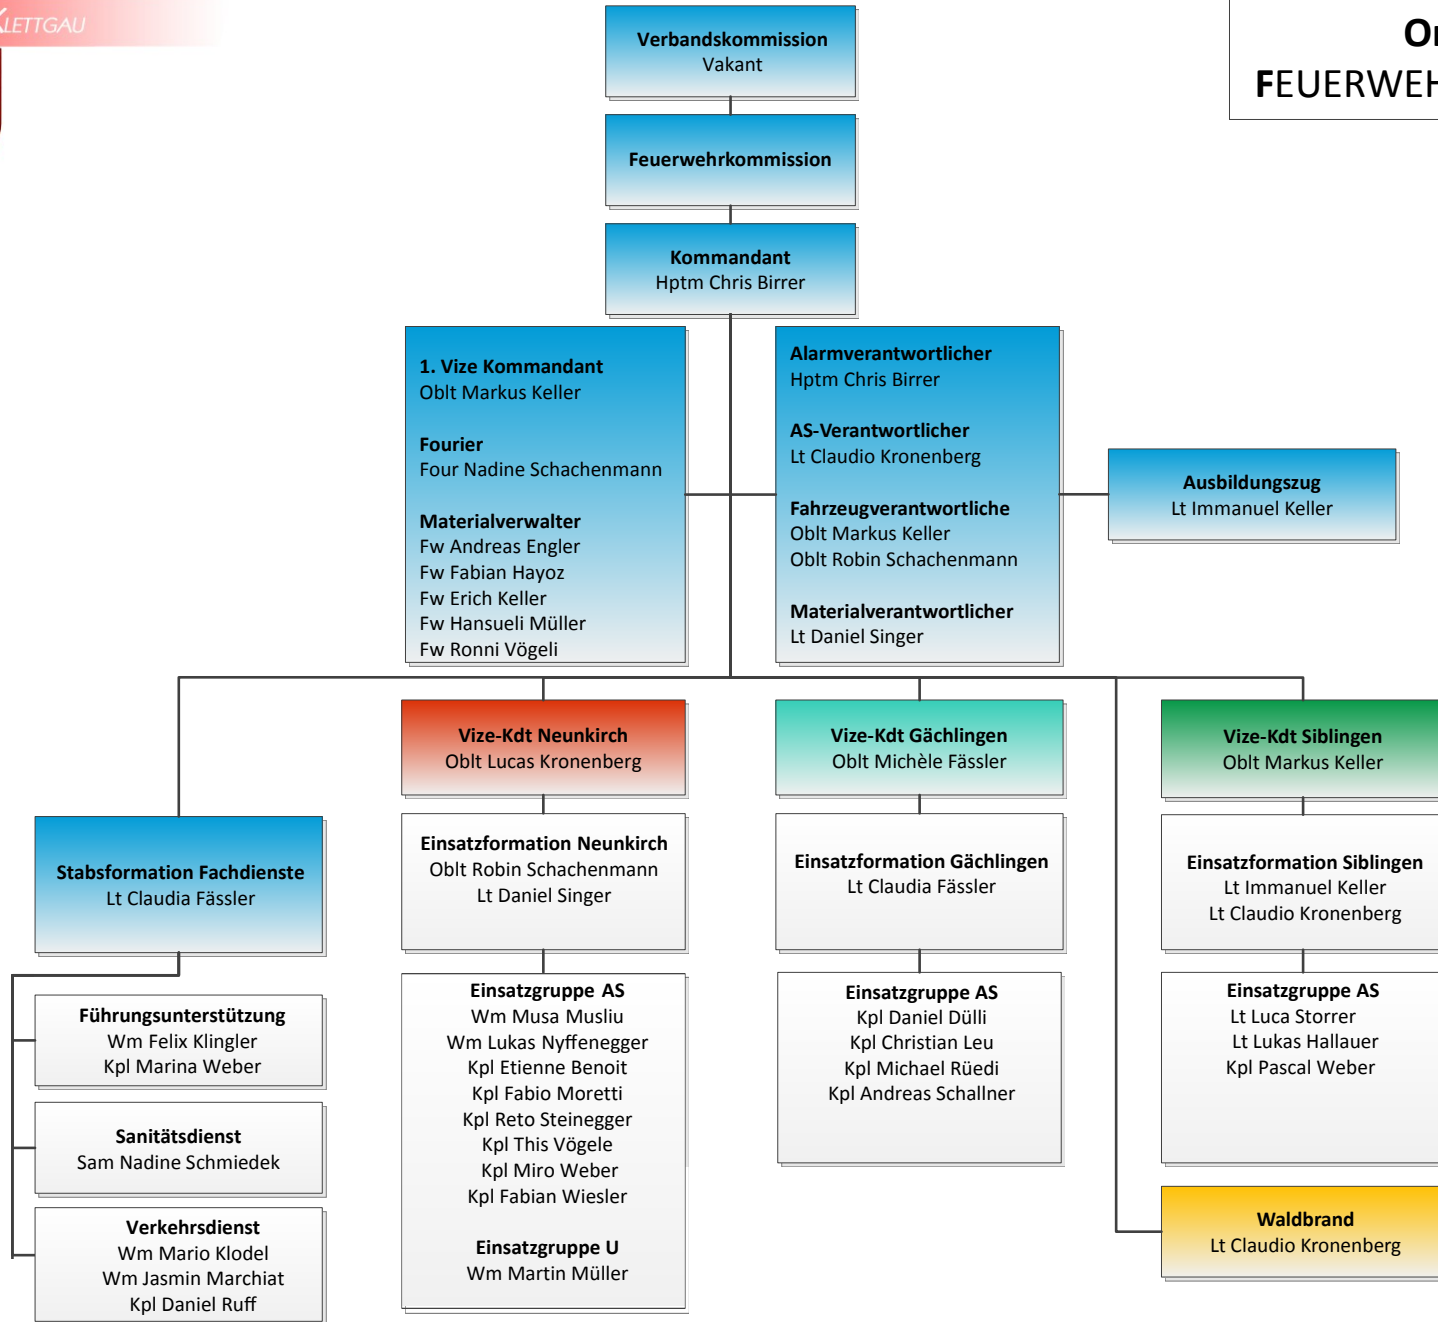 KLETTGAU
FEUERWEH
Verbandskommission
Vakant
Feuerwehrkommission
Kommandant
Hptm Chris Birrer
1. Vize Kommandant
Oblt Markus Keller
Fourier
Four Nadine Schachenmann
Materialverwalter
Fw Andreas Engler
Fw Fabian Hayoz
Fw Erich Keller
Fw Hansueli Müller
Fw Ronni Vögeli
Alarmverantwortlicher
Hptm Chris Birrer
AS-Verantwortlicher
Lt Claudio Kronenberg
Fahrzeugverantwortliche
Oblt Markus Keller
Oblt Robin Schachenmann
Materialverantwortlicher
Lt Daniel Singer
Ausbildungszug
Lt Immanuel Keller
Vize-Kdt Neunkirch
Oblt Lucas Kronenberg
Vize-Kdt Gächlingen
Oblt Michèle Fässler
Vize-Kdt Siblingen
Oblt Markus Keller
Stabsformation Fachdienste
Lt Claudia Fässler
Einsatzformation Neunkirch
Oblt Robin Schachenmann
Lt Daniel Singer
Einsatzformation Gächlingen
Lt Claudia Fässler
Einsatzformation Siblingen
Lt Immanuel Keller
Lt Claudio Kronenberg
Führungsunterstützung
Wm Felix Klingler
Kpl Marina Weber
Sanitätsdienst
Sam Nadine Schmiedek
Verkehrsdienst
Wm Mario Klodel
Wm Jasmin Marchiat
Kpl Daniel Ruff
Einsatzgruppe AS
Wm Musa Musliu
Wm Lukas Nyffenegger
Kpl Etienne Benoit
Kpl Fabio Moretti
Kpl Reto Steinegger
Kpl This Vögele
Kpl Miro Weber
Kpl Fabian Wiesler
Einsatzgruppe U
Wm Martin Müller
Einsatzgruppe AS
Kpl Daniel Dülli
Kpl Christian Leu
Kpl Michael Rüedi
Kpl Andreas Schallner
Einsatzgruppe AS
Lt Luca Storrer
Lt Lukas Hallauer
Kpl Pascal Weber
Waldbrand
Lt Claudio Kronenberg